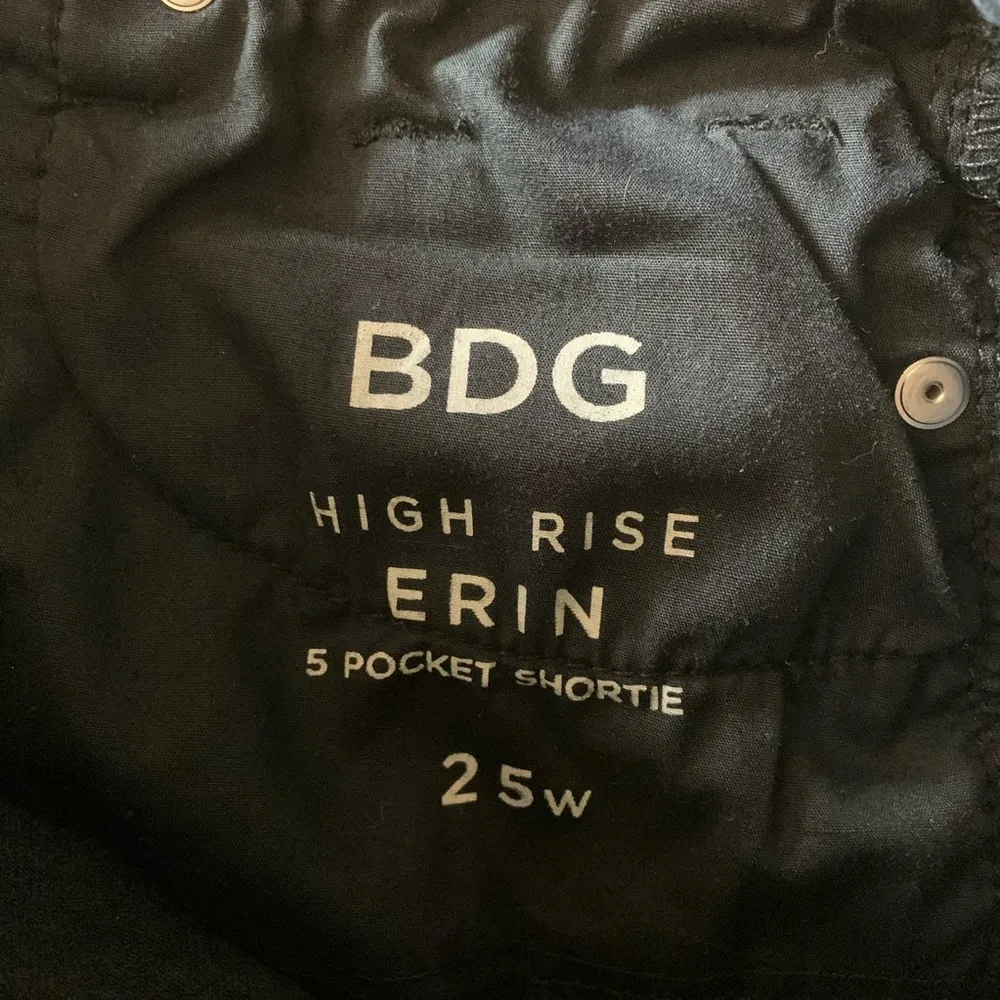 BDG
HIGH RISE
ERIN
5 POCKET SHORTIE
25W